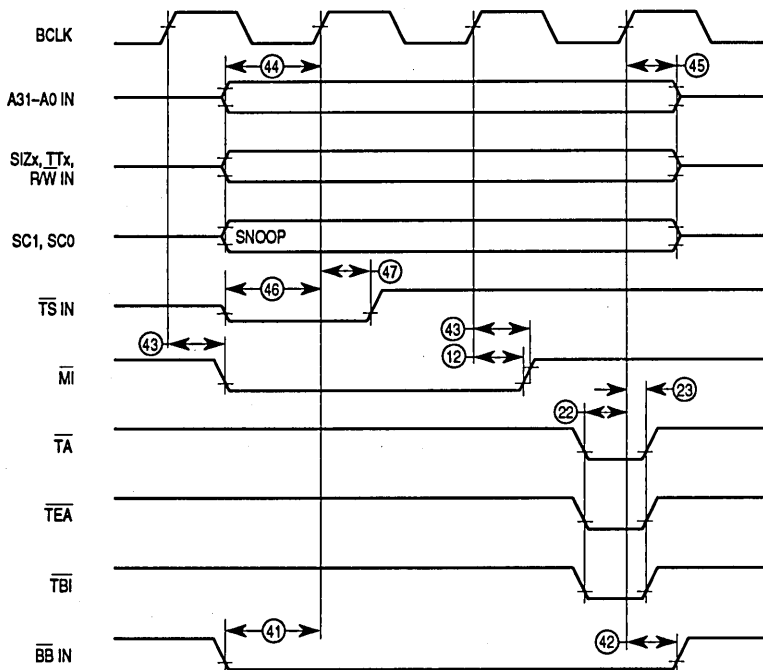 BCLK
44
45
A31–A0 IN
SIZx, TTx,
R/W IN
SC1, SC0
SNOOP
47
46
TS IN
43
43
12
MI
22
23
TA
TEA
TBI
41
42
BB IN